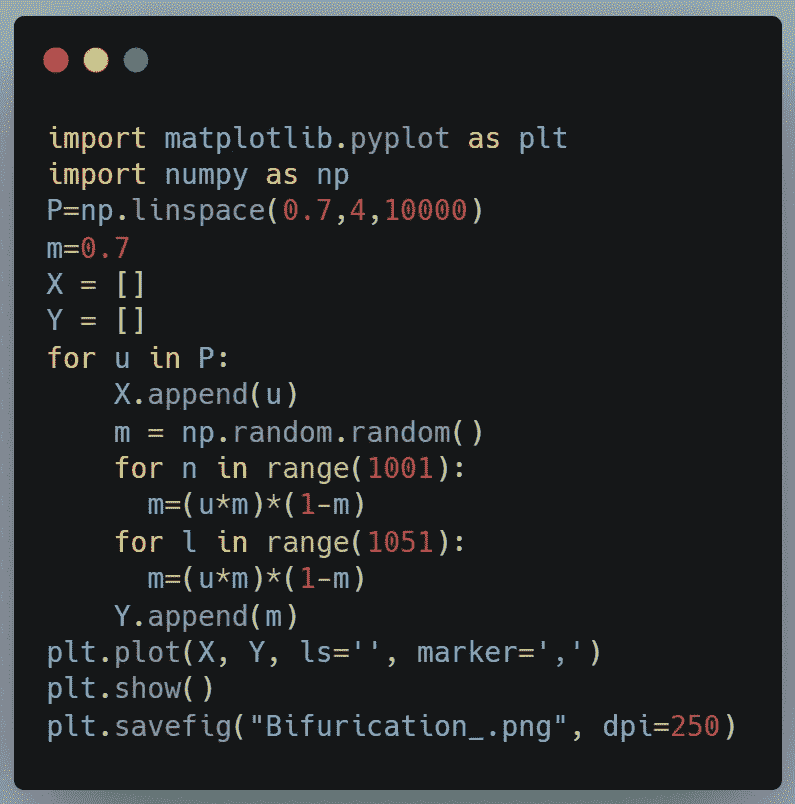 import matplotlib.pyplot as plt
import numpy as np
P=np.linspace(0.7,4,10000)
m=0.7
X = []
Y = []
for u in P:
    X.append(u)
    m = np.random.random()
    for n in range(1001):
      m=(u*m)*(1-m)
    for l in range(1051):
      m=(u*m)*(1-m)
    Y.append(m)
plt.plot(X, Y, ls='', marker=',')
plt.show()
plt.savefig("Bifurication_.png", dpi=250)